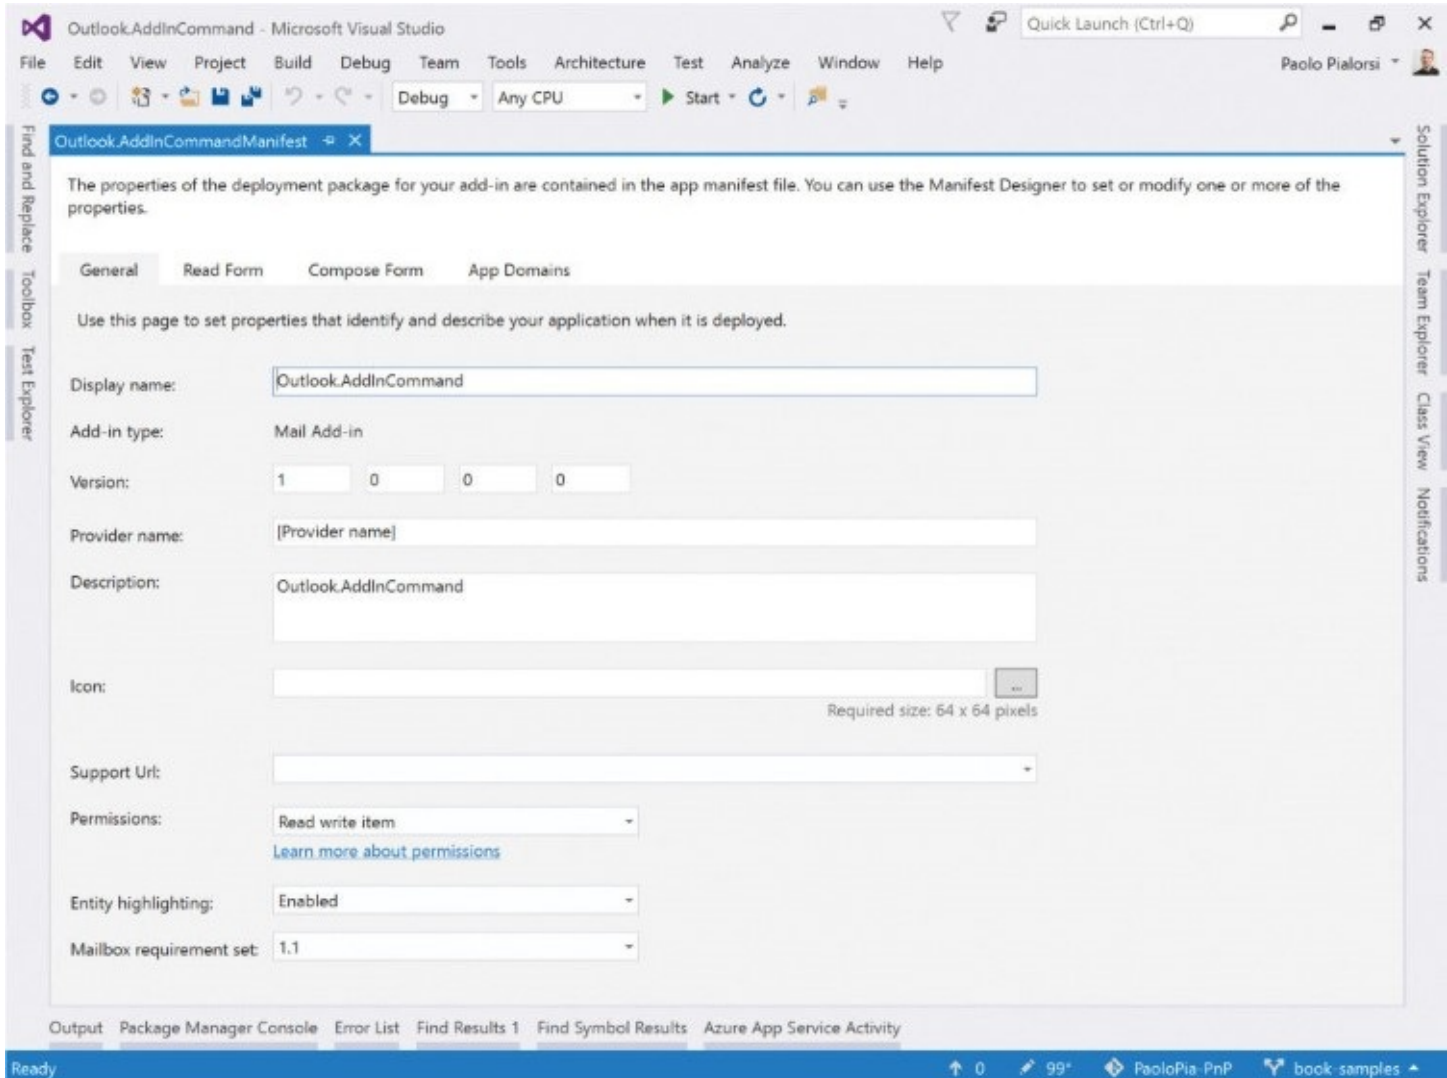 Outlook.AddInCommand - Microsoft Visual Studio
Quick Launch (Ctrl+Q)
File Edit View Project Build Debug Team Tools Architecture Test Analyze Window Help
Paolo Pialorsi
Debug Any CPU Start
Outlook.AddInCommandManifest
Find and Replace
Toolbox
Test Explorer
The properties of the deployment package for your add-in are contained in the app manifest file. You can use the Manifest Designer to set or modify one or more of the
properties.
General Read Form Compose Form App Domains
Use this page to set properties that identify and describe your application when it is deployed.
Display name: Outlook.AddInCommand
Add-in type: Mail Add-in
Version: 1 0 0 0
Provider name: [Provider name]
Description: Outlook.AddInCommand
Icon: ...
Required size: 64 x 64 pixels
Support Url:
Permissions: Read write item
Learn more about permissions
Entity highlighting: Enabled
Mailbox requirement set: 1.1
Solution Explorer
Team Explorer
Class View
Notifications
Output Package Manager Console Error List Find Results 1 Find Symbol Results Azure App Service Activity
Ready 0 99* PaoloPia-PnP book-samples